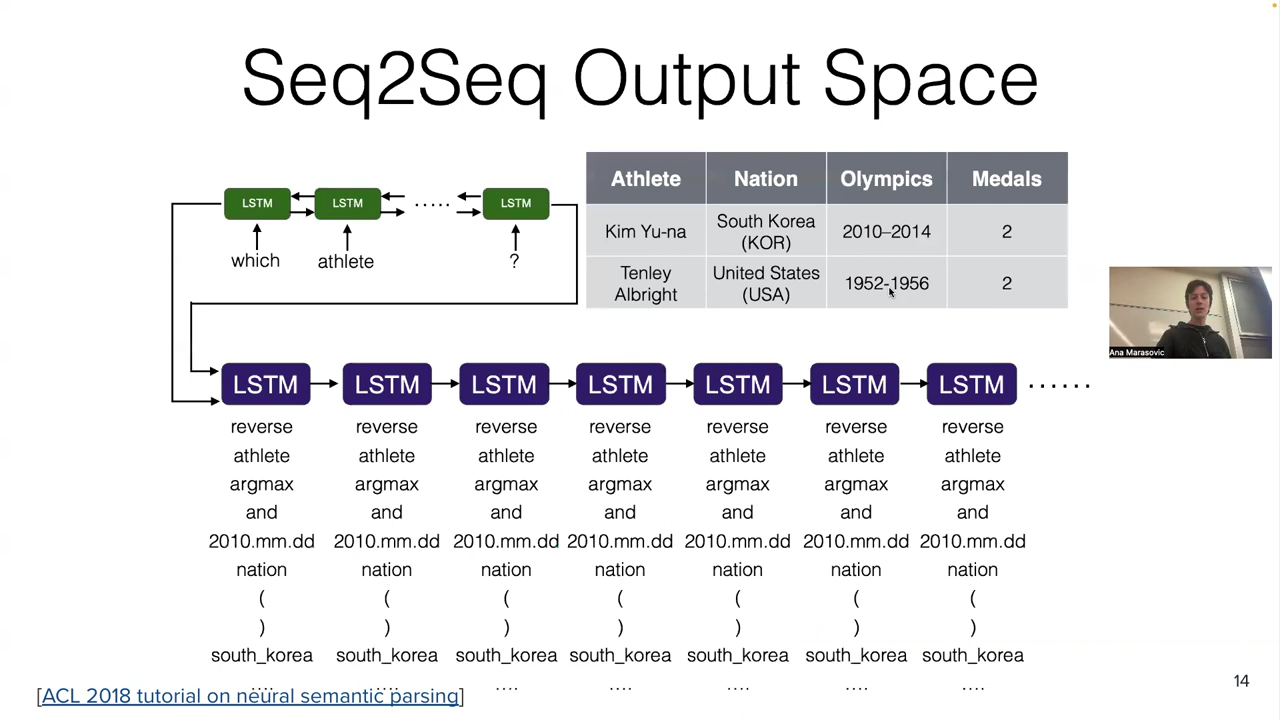 Seq2Seq Output Space
Athlete Nation Olympics Medals
Kim Yu-na South Korea (KOR) 2010–2014 2
Tenley Albright United States (USA) 1952-1956 2
LSTM LSTM ..... LSTM
which athlete ?
Ana Marasovic
LSTM LSTM LSTM LSTM LSTM LSTM LSTM ......
reverse reverse reverse reverse reverse reverse reverse
athlete athlete athlete athlete athlete athlete athlete
argmax argmax argmax argmax argmax argmax argmax
and and and and and and and
2010.mm.dd 2010.mm.dd 2010.mm.dd 2010.mm.dd 2010.mm.dd 2010.mm.dd 2010.mm.dd
nation nation nation nation nation nation nation
( ( ( ( ( ( (
) ) ) ) ) ) )
south_korea south_korea south_korea south_korea south_korea south_korea south_korea
.... .... .... .... .... .... ....
[ACL 2018 tutorial on neural semantic parsing]
14